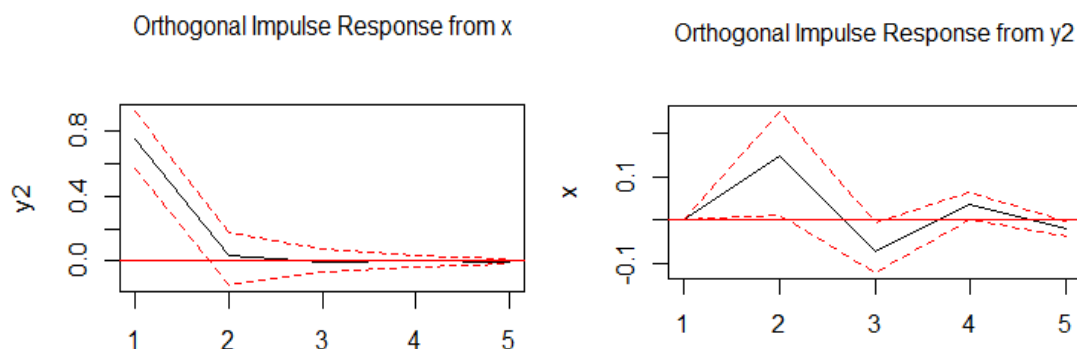 Orthogonal Impulse Response from x
y2
0.8
0.4
0.0
1 2 3 4 5
Orthogonal Impulse Response from y2
x
0.1
-0.1
1 2 3 4 5